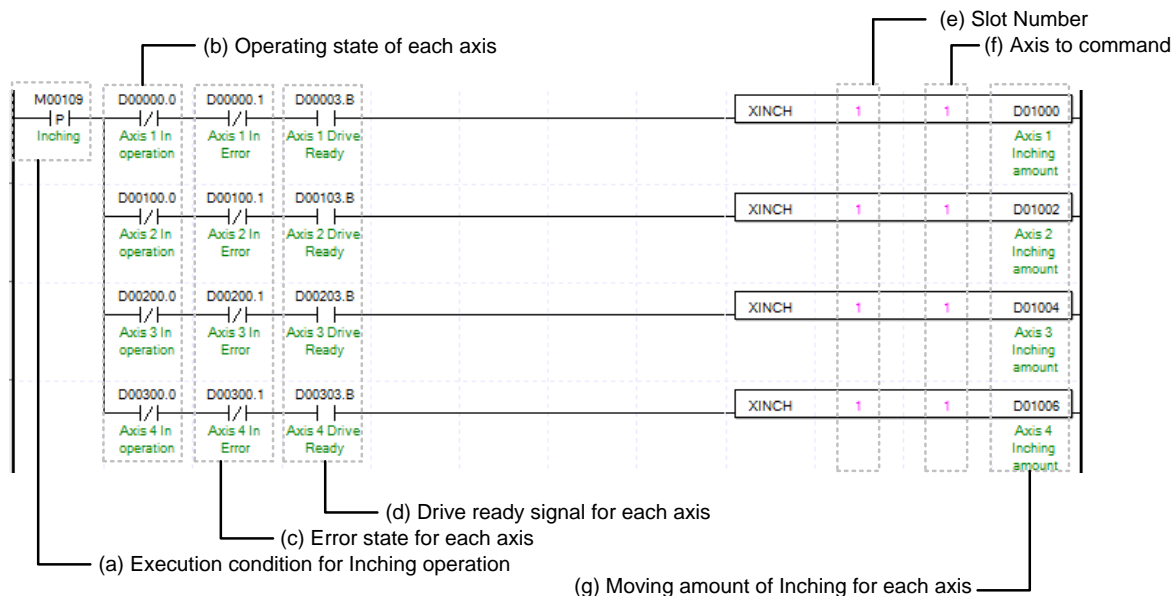 (e) Slot Number
(b) Operating state of each axis
(f) Axis to command
M00109 D00000.0 D00000.1 D00003.B
P XINCH 1 1 D01000
Inching Axis 1 In Axis 1 In Axis 1 Drive Axis 1
operation Error Ready Inching
amount
D00100.0 D00100.1 D00103.B
XINCH 1 1 D01002
Axis 2 In Axis 2 In Axis 2 Drive Axis 2
operation Error Ready Inching
amount
D00200.0 D00200.1 D00203.B
XINCH 1 1 D01004
Axis 3 In Axis 3 In Axis 3 Drive Axis 3
operation Error Ready Inching
amount
D00300.0 D00300.1 D00303.B
XINCH 1 1 D01006
Axis 4 In Axis 4 In Axis 4 Drive Axis 4
operation Error Ready Inching
amount
(d) Drive ready signal for each axis
(c) Error state for each axis
(a) Execution condition for Inching operation
(g) Moving amount of Inching for each axis